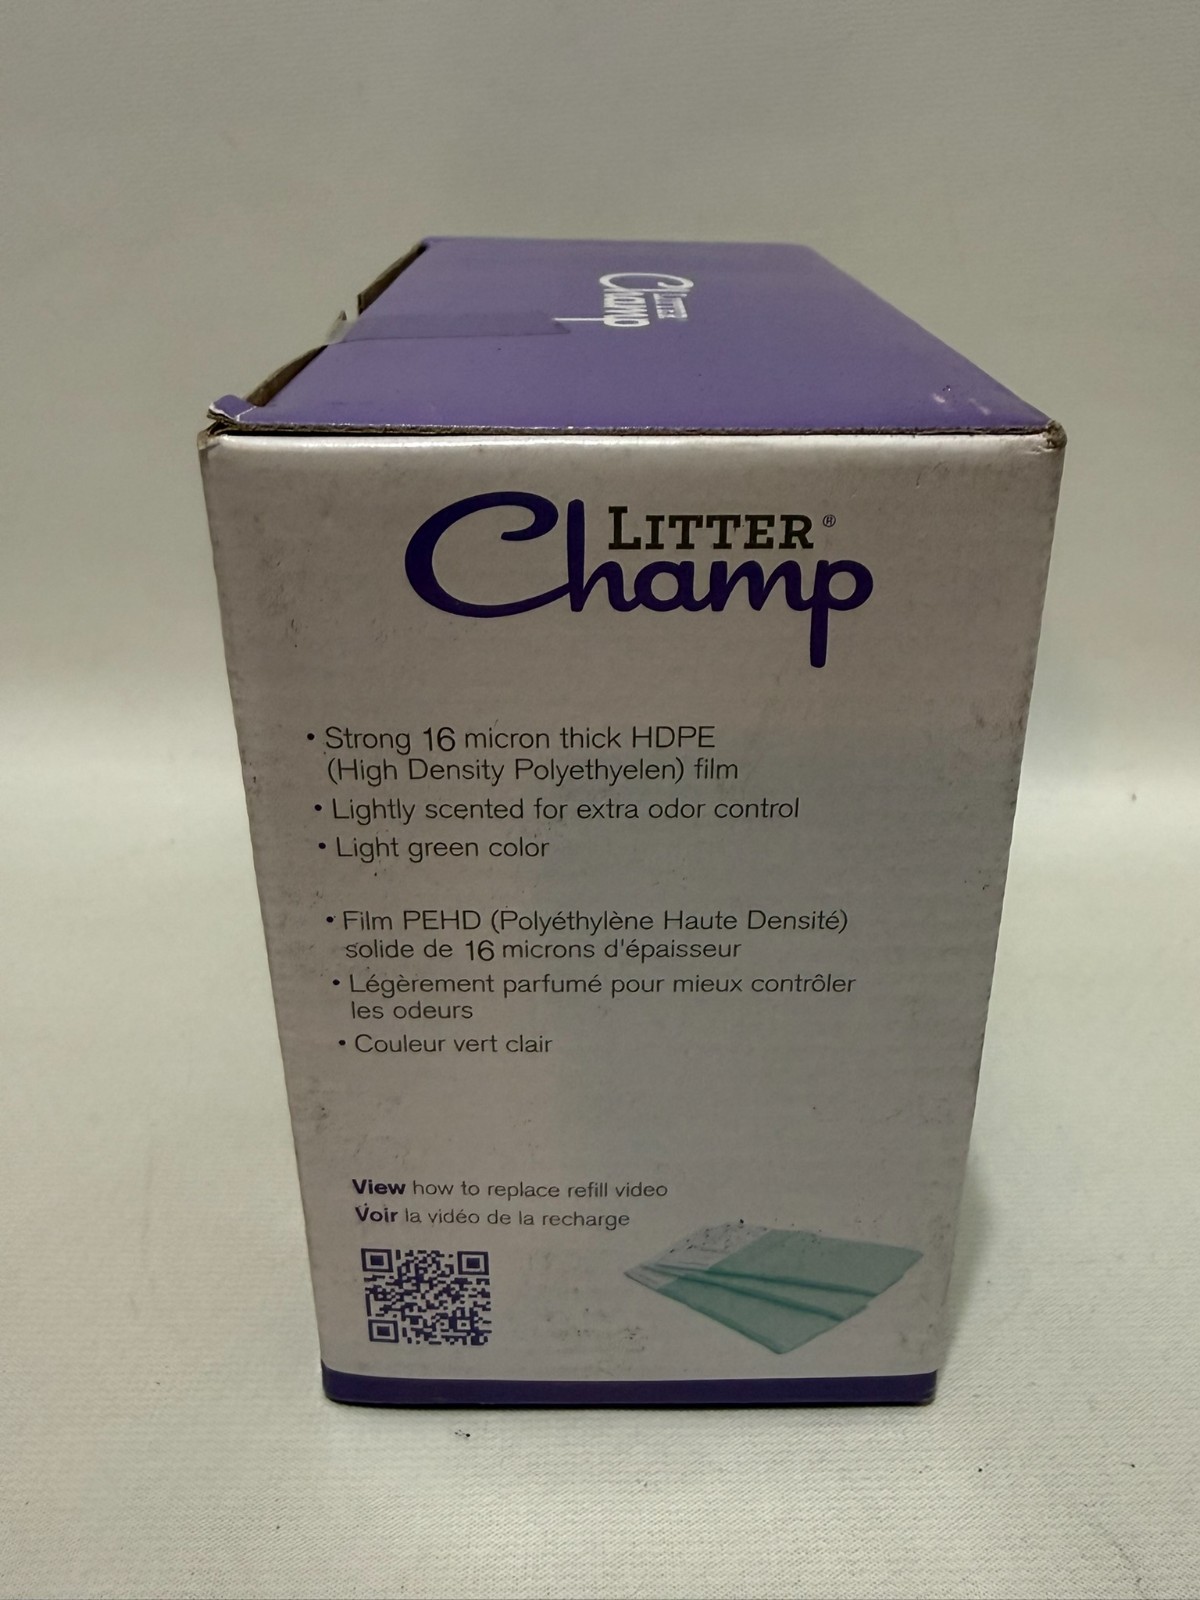 LITTER
Champ
LITTER®
Champ
• Strong 16 micron thick HDPE
(High Density Polyethyelen) film
• Lightly scented for extra odor control
• Light green color
• Film PEHD (Polyéthylène Haute Densité)
solide de 16 microns d'épaisseur
• Légèrement parfumé pour mieux contrôler
les odeurs
• Couleur vert clair
View how to replace refill video
Voir la vidéo de la recharge